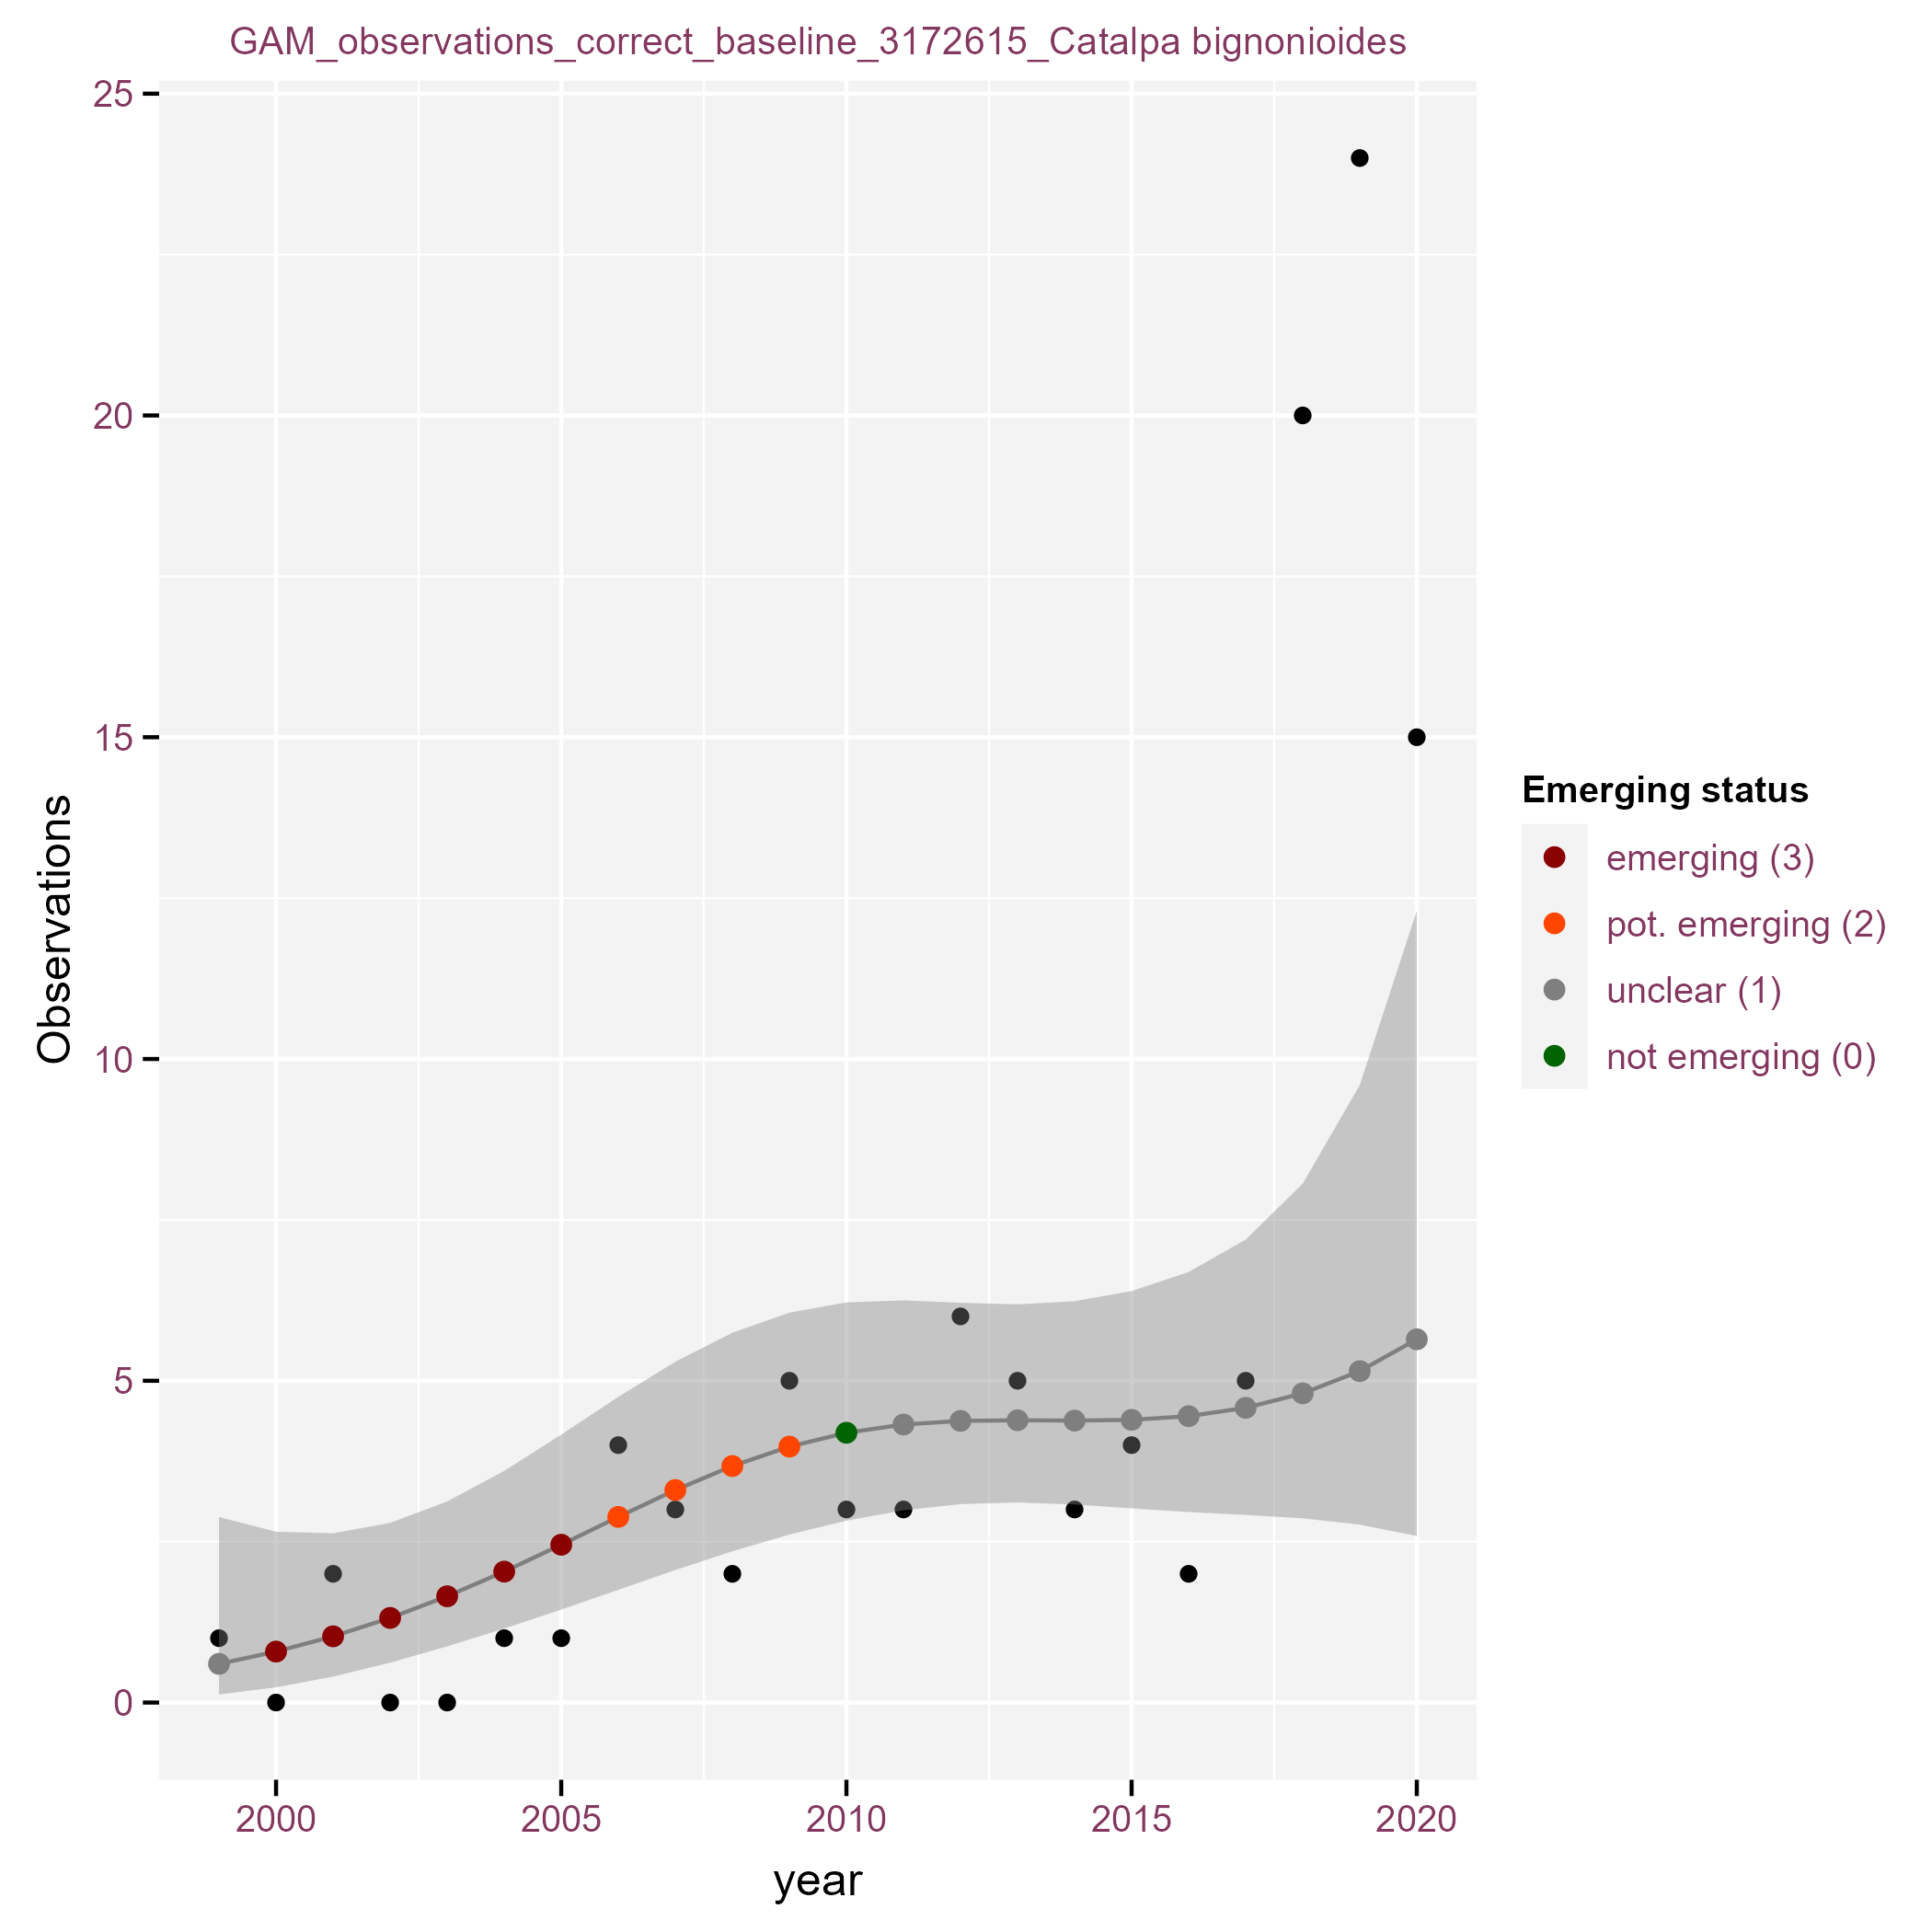 GAM_observations_correct_baseline_3172615_Catalpa bignonioides
25
20
15
10
5
0
Observations
2000 2005 2010 2015 2020
year
Emerging status
emerging (3)
pot. emerging (2)
unclear (1)
not emerging (0)